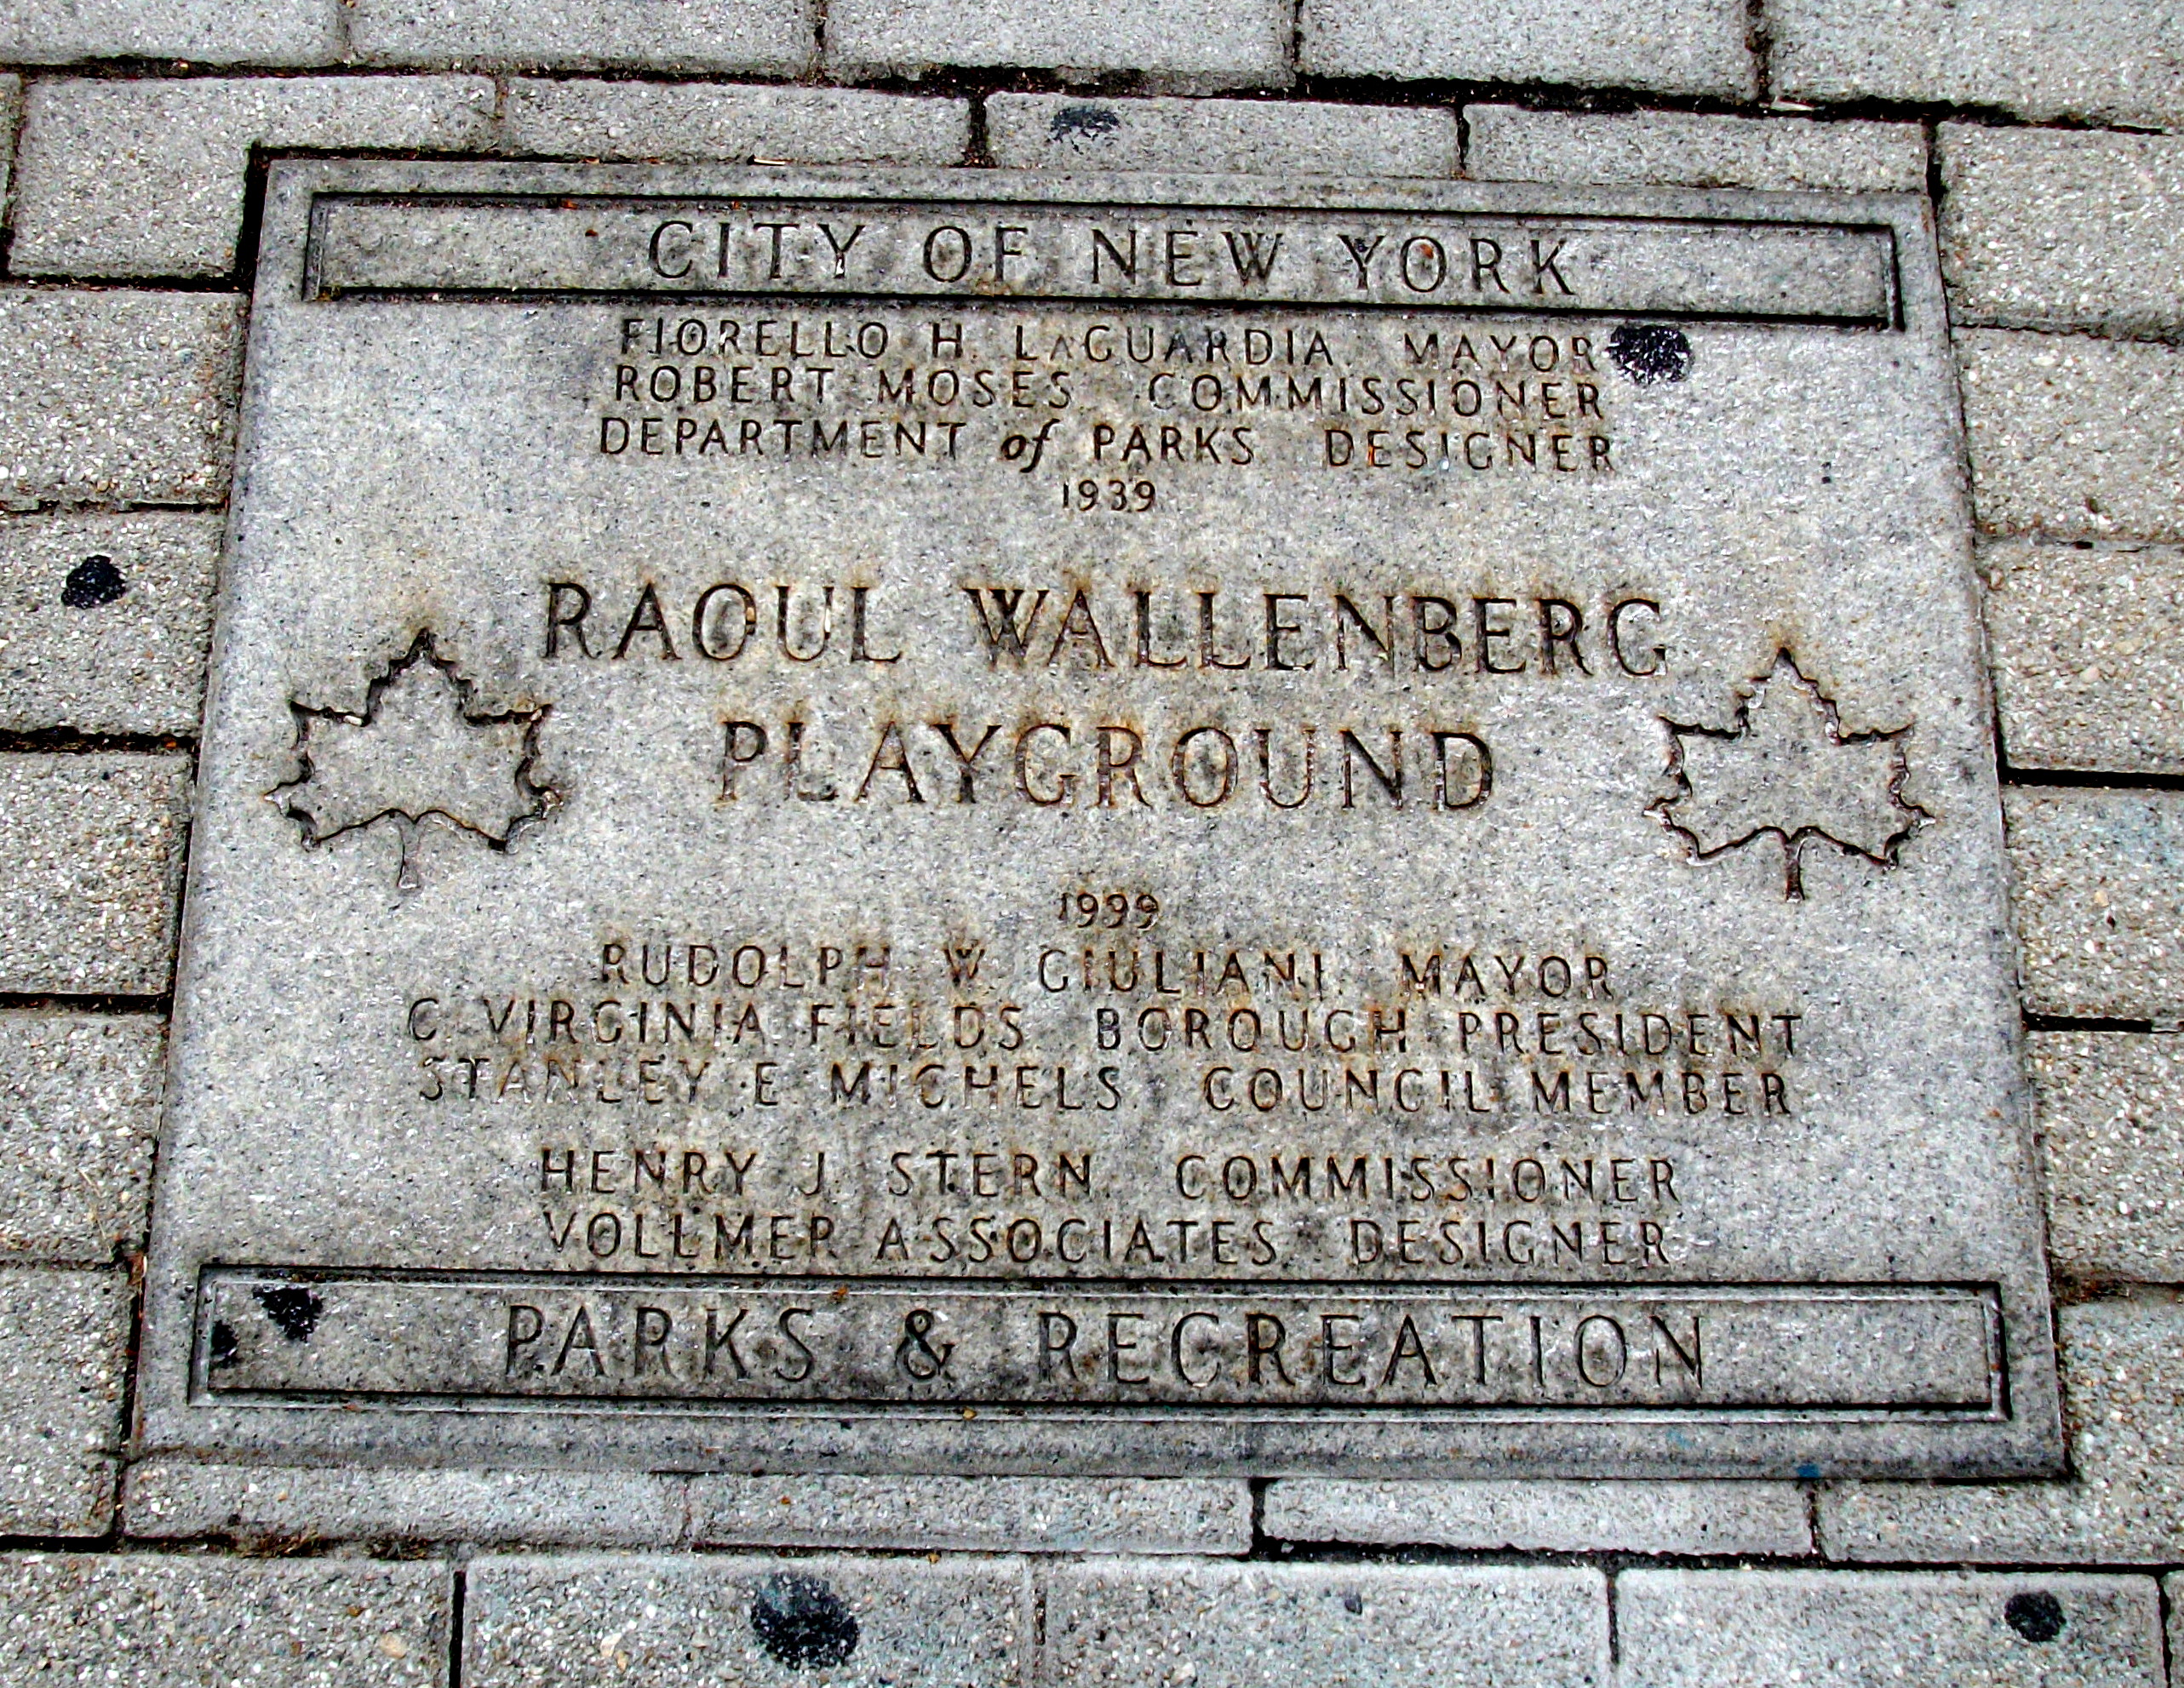 CITY OF NEW YORK
FIORELLO H. LAGUARDIA, MAYOR
ROBERT MOSES, COMMISSIONER
DEPARTMENT of PARKS, DESIGNER
1939
RAOUL WALLENBERG
PLAYGROUND
1999
RUDOLPH W. GIULIANI, MAYOR
C. VIRGINIA FIELDS, BOROUGH PRESIDENT
STANLEY E. MICHELS, COUNCIL MEMBER
HENRY J. STERN, COMMISSIONER
VOLLMER ASSOCIATES, DESIGNER
PARKS & RECREATION